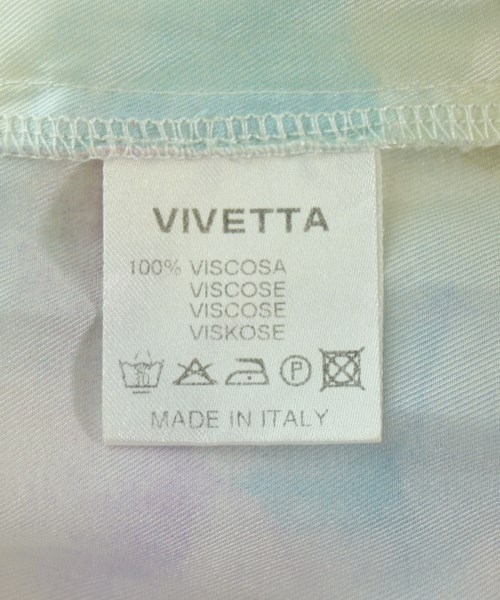 VIVETTA
100% VISCOSA
VISCOSE
VISCOSE
VISKOSE
P
MADE IN ITALY